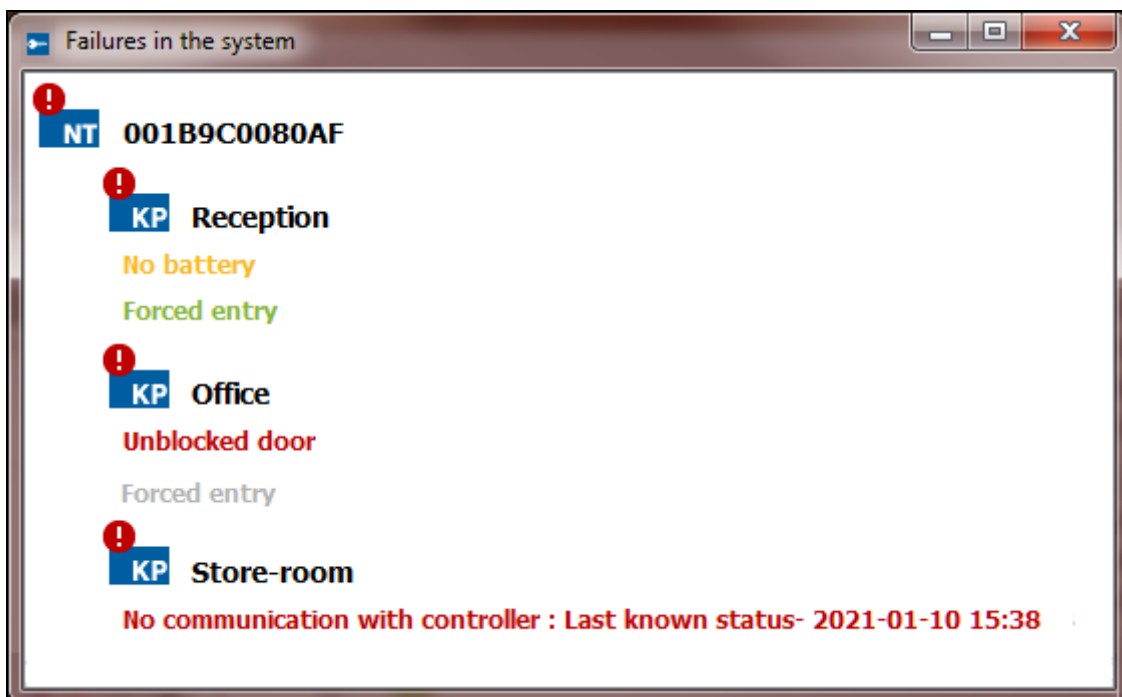 Failures in the system
NT 001B9C0080AF
KP Reception
No battery
Forced entry
KP Office
Unblocked door
Forced entry
KP Store-room
No communication with controller : Last known status- 2021-01-10 15:38